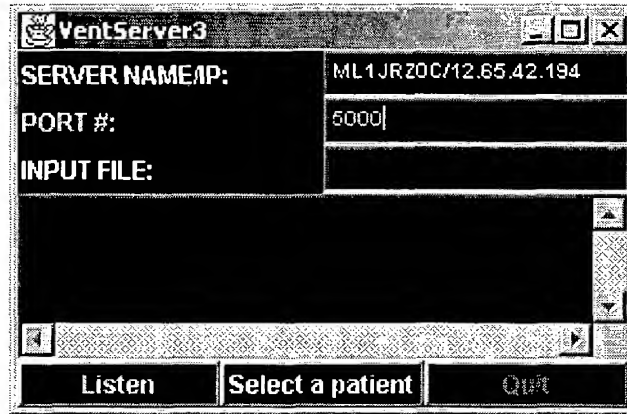 VentServer3
SERVER NAME/IP: ML1JRZ0C/12.65.42.194
PORT #: 5000
INPUT FILE:
Listen Select a patient Quit